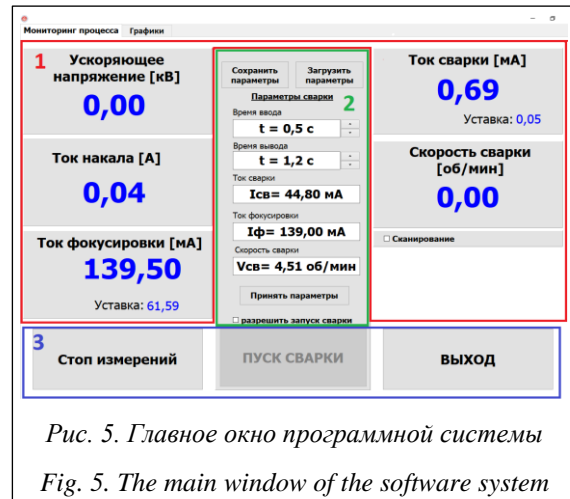 Мониторинг процесса Графики
1 Ускоряющее
напряжение [кВ]
0,00
Ток накала [А]
0,04
Ток фокусировки [мА]
139,50
Уставка: 61,59
Сохранить
параметры
Загрузить
параметры
Параметры сварки
2
Время ввода
t = 0,5 с
Время вывода
t = 1,2 с
Ток сварки
Iсв= 44,80 мА
Ток фокусировки
Iф= 139,00 мА
Скорость сварки
Vсв= 4,51 об/мин
Принять параметры
разрешить запуск сварки
Ток сварки [мА]
0,69
Уставка: 0,05
Скорость сварки
[об/мин]
0,00
Сканирование
3
Стоп измерений
ПУСК СВАРКИ
ВЫХОД
Рис. 5. Главное окно программной системы
Fig. 5. The main window of the software system